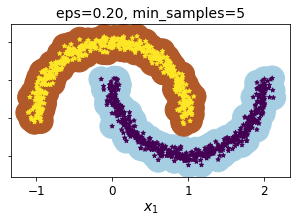 eps=0.20, min_samples=5
−1 0 1 2
x₁